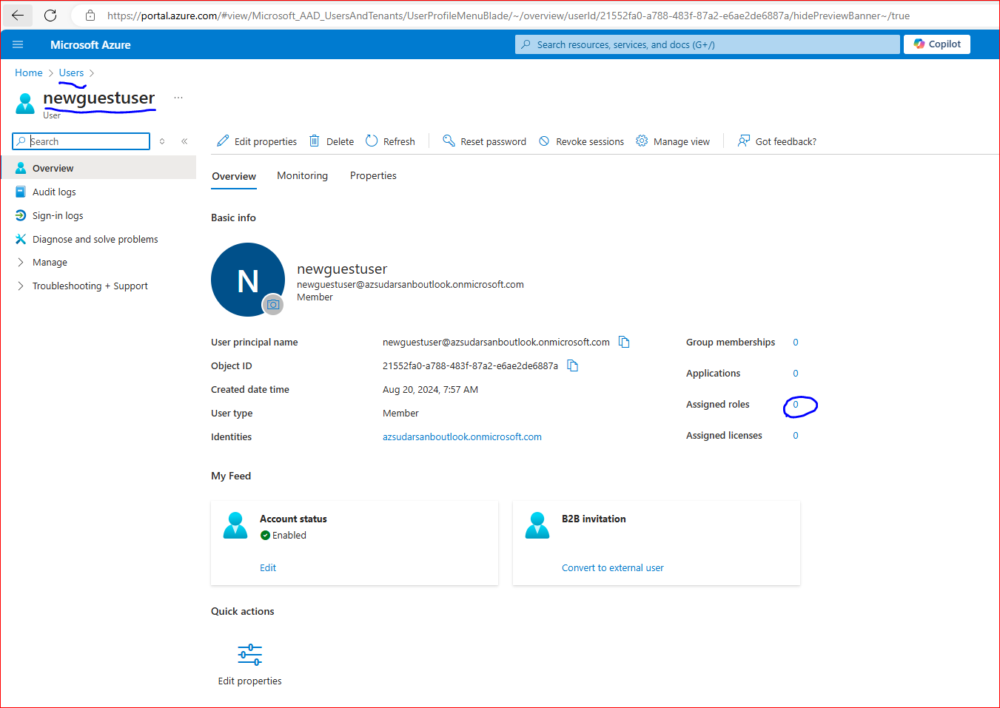 https://portal.azure.com/#view/Microsoft_AAD_UsersAndTenants/UserProfileMenuBlade/~/overview/userId/21552fa0-a788-483f-87a2-e6ae2de6887a/hidePreviewBanner~/true
Microsoft Azure
Search resources, services, and docs (G+/)
Copilot
Home > Users >
newguestuser ...
User
Search
Edit properties Delete Refresh Reset password Revoke sessions Manage view Got feedback?
Overview
Audit logs
Sign-in logs
Diagnose and solve problems
Manage
Troubleshooting + Support
Overview Monitoring Properties
Basic info
N
newguestuser
newguestuser@azsudarsanboutlook.onmicrosoft.com
Member
User principal name newguestuser@azsudarsanboutlook.onmicrosoft.com
Object ID 21552fa0-a788-483f-87a2-e6ae2de6887a
Created date time Aug 20, 2024, 7:57 AM
User type Member
Identities azsudarsanboutlook.onmicrosoft.com
Group memberships 0
Applications 0
Assigned roles 0
Assigned licenses 0
My Feed
Account status
Enabled
Edit
B2B invitation
Convert to external user
Quick actions
Edit properties